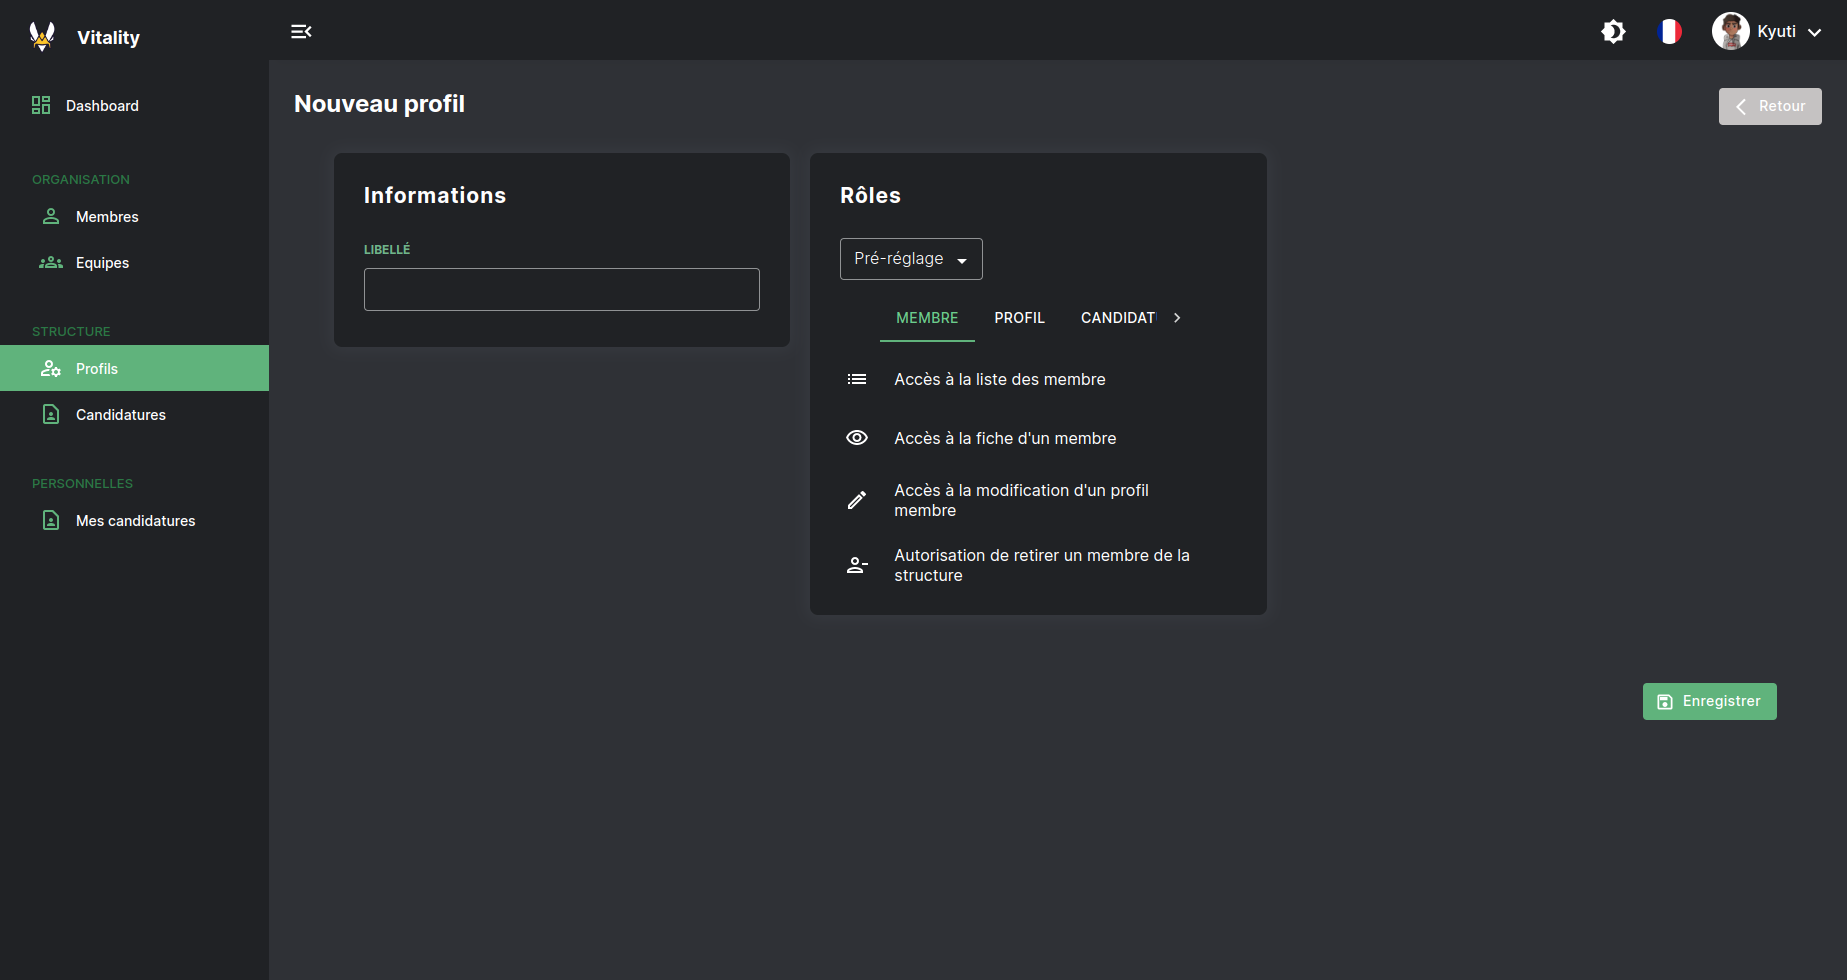 Vitality
Kyuti
Dashboard
ORGANISATION
Membres
Equipes
STRUCTURE
Profils
Candidatures
PERSONNELLES
Mes candidatures
Nouveau profil
Retour
Informations
LIBELLÉ
Rôles
Pré-réglage
MEMBRE PROFIL CANDIDAT
Accès à la liste des membre
Accès à la fiche d'un membre
Accès à la modification d'un profil
membre
Autorisation de retirer un membre de la
structure
Enregistrer